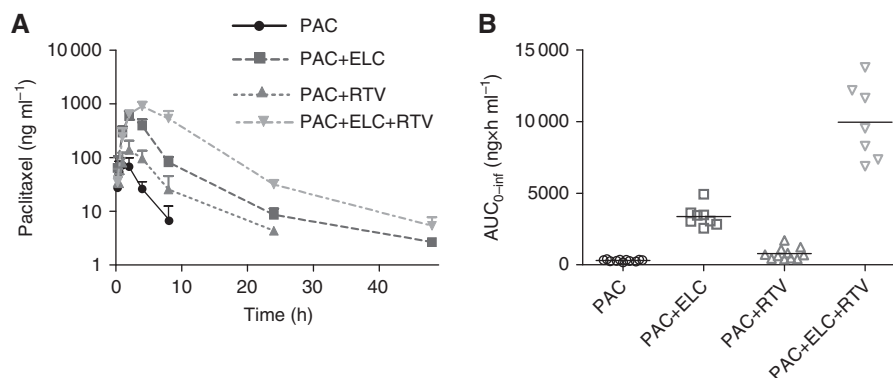 A
PAC
PAC+ELC
PAC+RTV
PAC+ELC+RTV
Paclitaxel (ng ml⁻¹)
10 000
1000
100
10
1
0 10 20 30 40
Time (h)
B
AUC₀₋inf (ng×h ml⁻¹)
15 000
10 000
5000
0
PAC
PAC+ELC
PAC+RTV
PAC+ELC+RTV